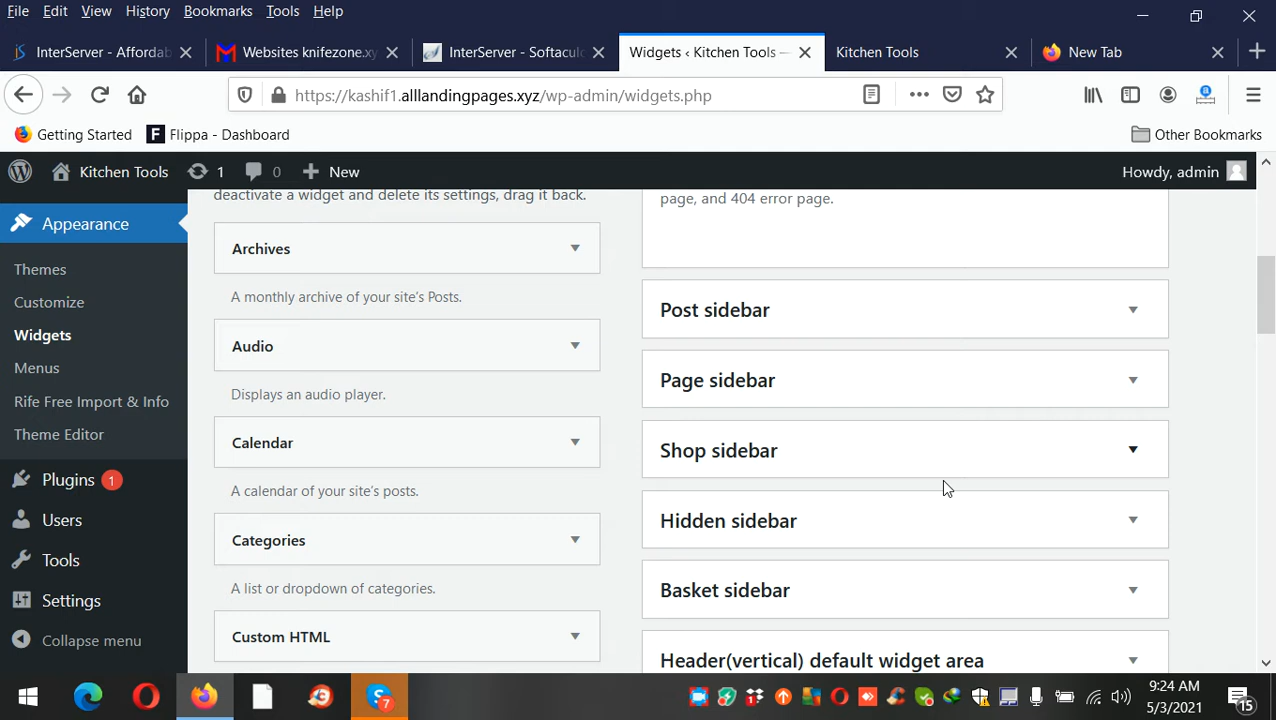 File Edit View History Bookmarks Tools Help
InterServer - Affordab
Websites knifezone.xy
InterServer - Softacul
Widgets ‹ Kitchen Tools —
Kitchen Tools
New Tab
https://kashif1.alllandingpages.xyz/wp-admin/widgets.php
Getting Started
Flippa - Dashboard
Other Bookmarks
Kitchen Tools 1 0 New
Howdy, admin
Appearance
Themes
Customize
Widgets
Menus
Rife Free Import & Info
Theme Editor
Plugins 1
Users
Tools
Settings
Collapse menu
deactivate a widget and delete its settings, drag it back.
Archives
A monthly archive of your site's Posts.
Audio
Displays an audio player.
Calendar
A calendar of your site's posts.
Categories
A list or dropdown of categories.
Custom HTML
page, and 404 error page.
Post sidebar
Page sidebar
Shop sidebar
Hidden sidebar
Basket sidebar
Header(vertical) default widget area
7
9:24 AM
5/3/2021
15